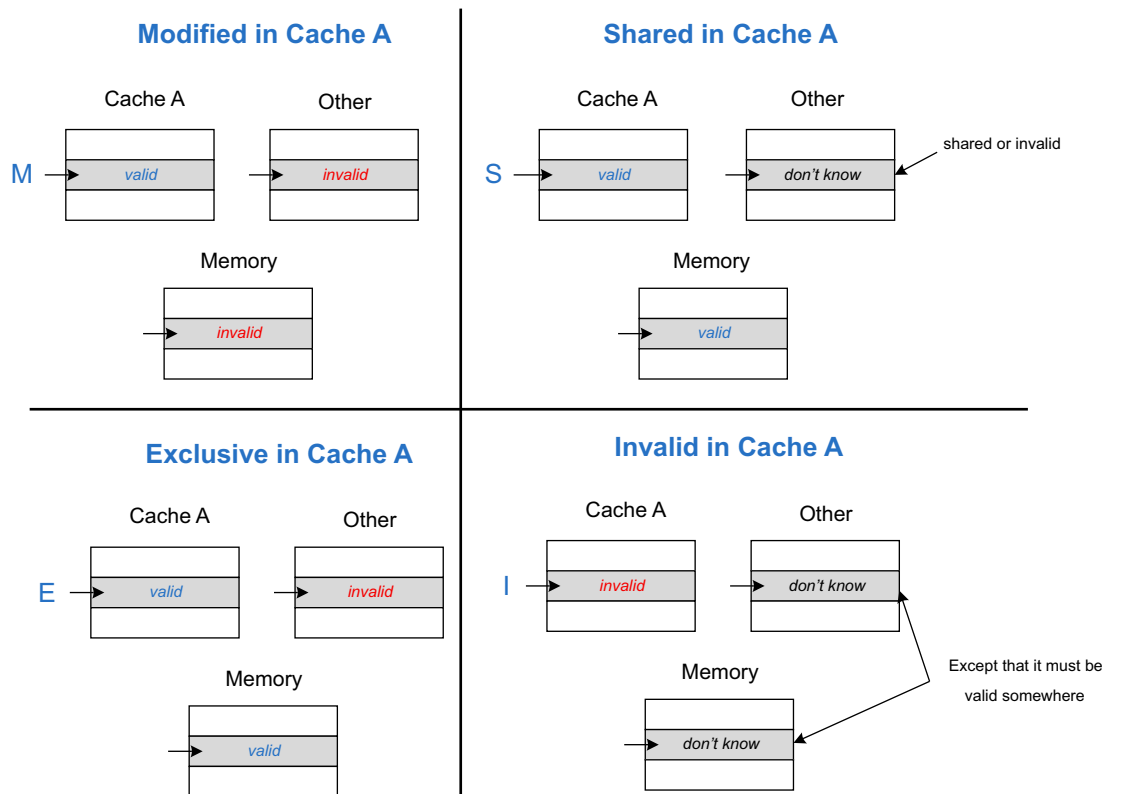 Modified in Cache A
Cache A
Other
M
valid
invalid
Memory
invalid
Shared in Cache A
Cache A
Other
shared or invalid
S
valid
don't know
Memory
valid
Exclusive in Cache A
Cache A
Other
E
valid
invalid
Memory
valid
Invalid in Cache A
Cache A
Other
I
invalid
don't know
Except that it must be
valid somewhere
Memory
don't know